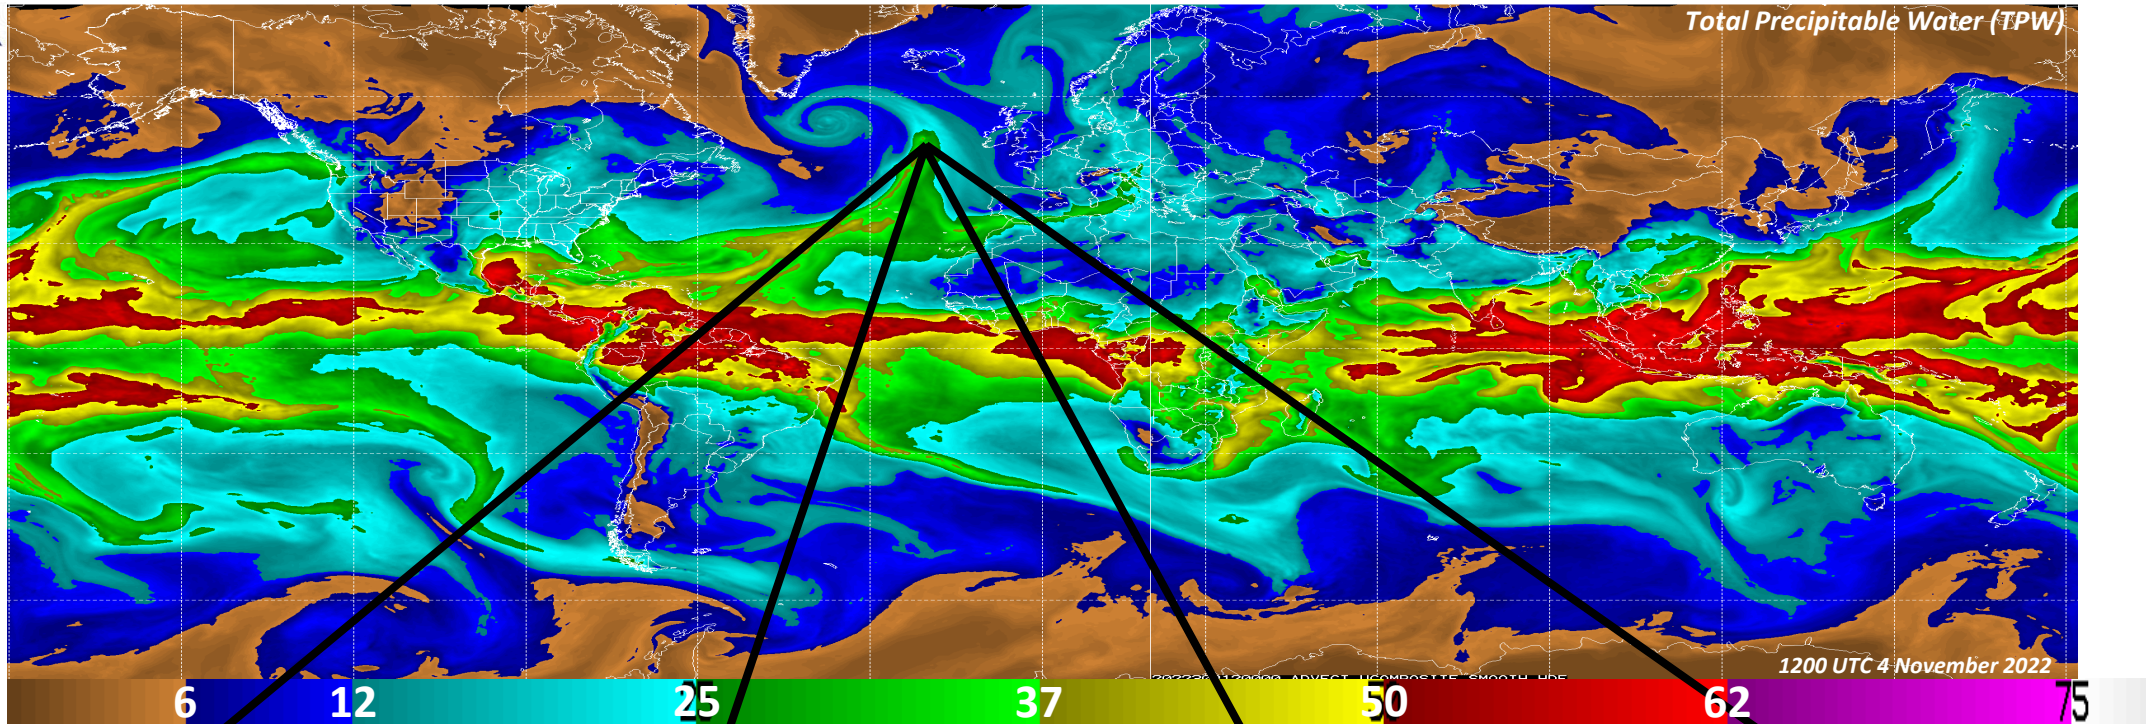 Total Precipitable Water (TPW)
1200 UTC 4 November 2022
6 12 25 37 50 62 75